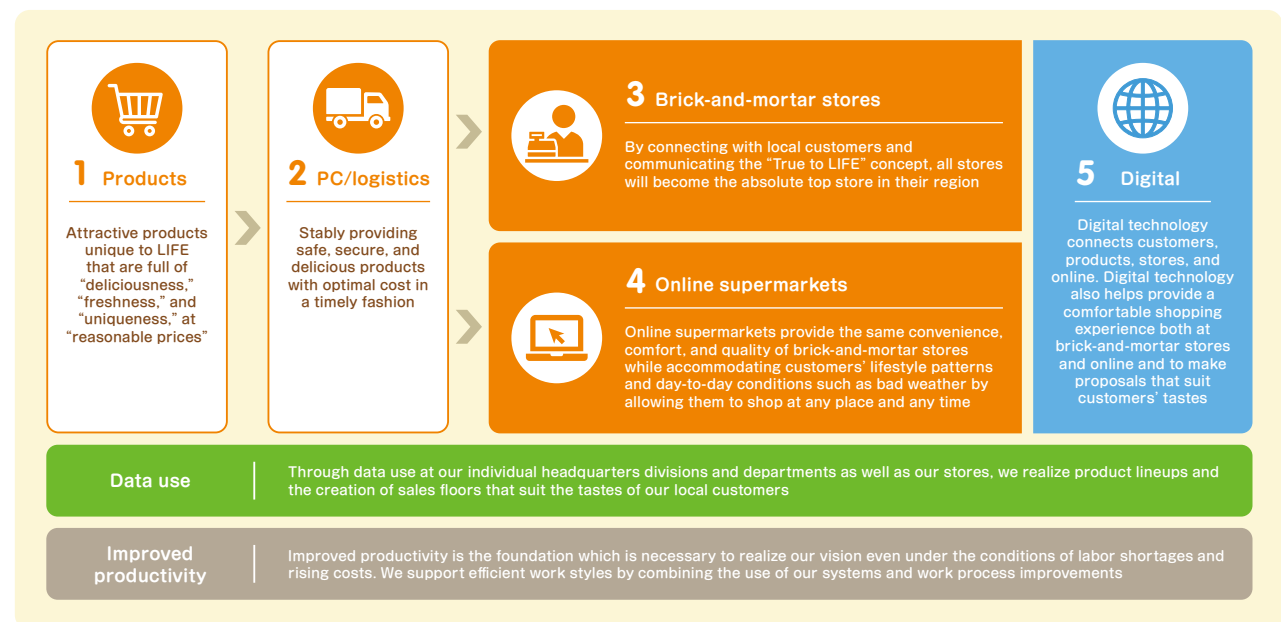 1 Products
Attractive products
unique to LIFE
that are full of
“deliciousness,”
“freshness,” and
“uniqueness,” at
“reasonable prices”
2 PC/logistics
Stably providing
safe, secure, and
delicious products
with optimal cost in
a timely fashion
3 Brick-and-mortar stores
By connecting with local customers and
communicating the “True to LIFE” concept, all stores
will become the absolute top store in their region
4 Online supermarkets
Online supermarkets provide the same convenience,
comfort, and quality of brick-and-mortar stores
while accommodating customers’ lifestyle patterns
and day-to-day conditions such as bad weather by
allowing them to shop at any place and any time
5 Digital
Digital technology
connects customers,
products, stores, and
online. Digital technology
also helps provide a
comfortable shopping
experience both at
brick-and-mortar stores
and online and to make
proposals that suit
customers’ tastes
Data use
Through data use at our individual headquarters divisions and departments as well as our stores, we realize product lineups and
the creation of sales floors that suit the tastes of our local customers
Improved
productivity
Improved productivity is the foundation which is necessary to realize our vision even under the conditions of labor shortages and
rising costs. We support efficient work styles by combining the use of our systems and work process improvements